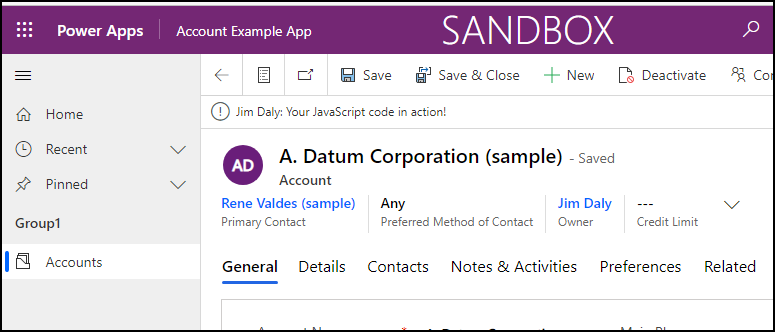 Power Apps Account Example App SANDBOX
Save Save & Close New Deactivate
Home
Recent
Pinned
Group1
Accounts
Jim Daly: Your JavaScript code in action!
AD
A. Datum Corporation (sample) - Saved
Account
Rene Valdes (sample) Any Jim Daly ---
Primary Contact Preferred Method of Contact Owner Credit Limit
General Details Contacts Notes & Activities Preferences Related